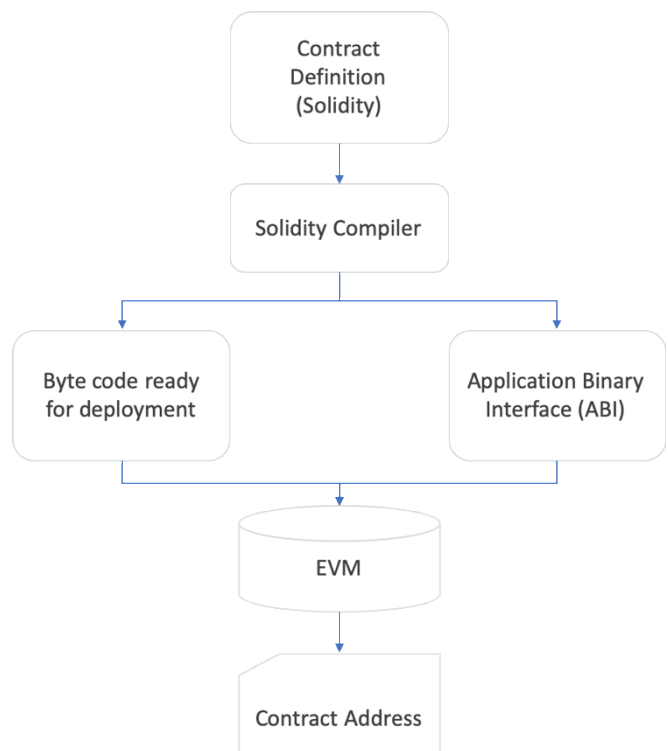 Contract
Definition
(Solidity)
Solidity Compiler
Byte code ready
for deployment
Application Binary
Interface (ABI)
EVM
Contract Address